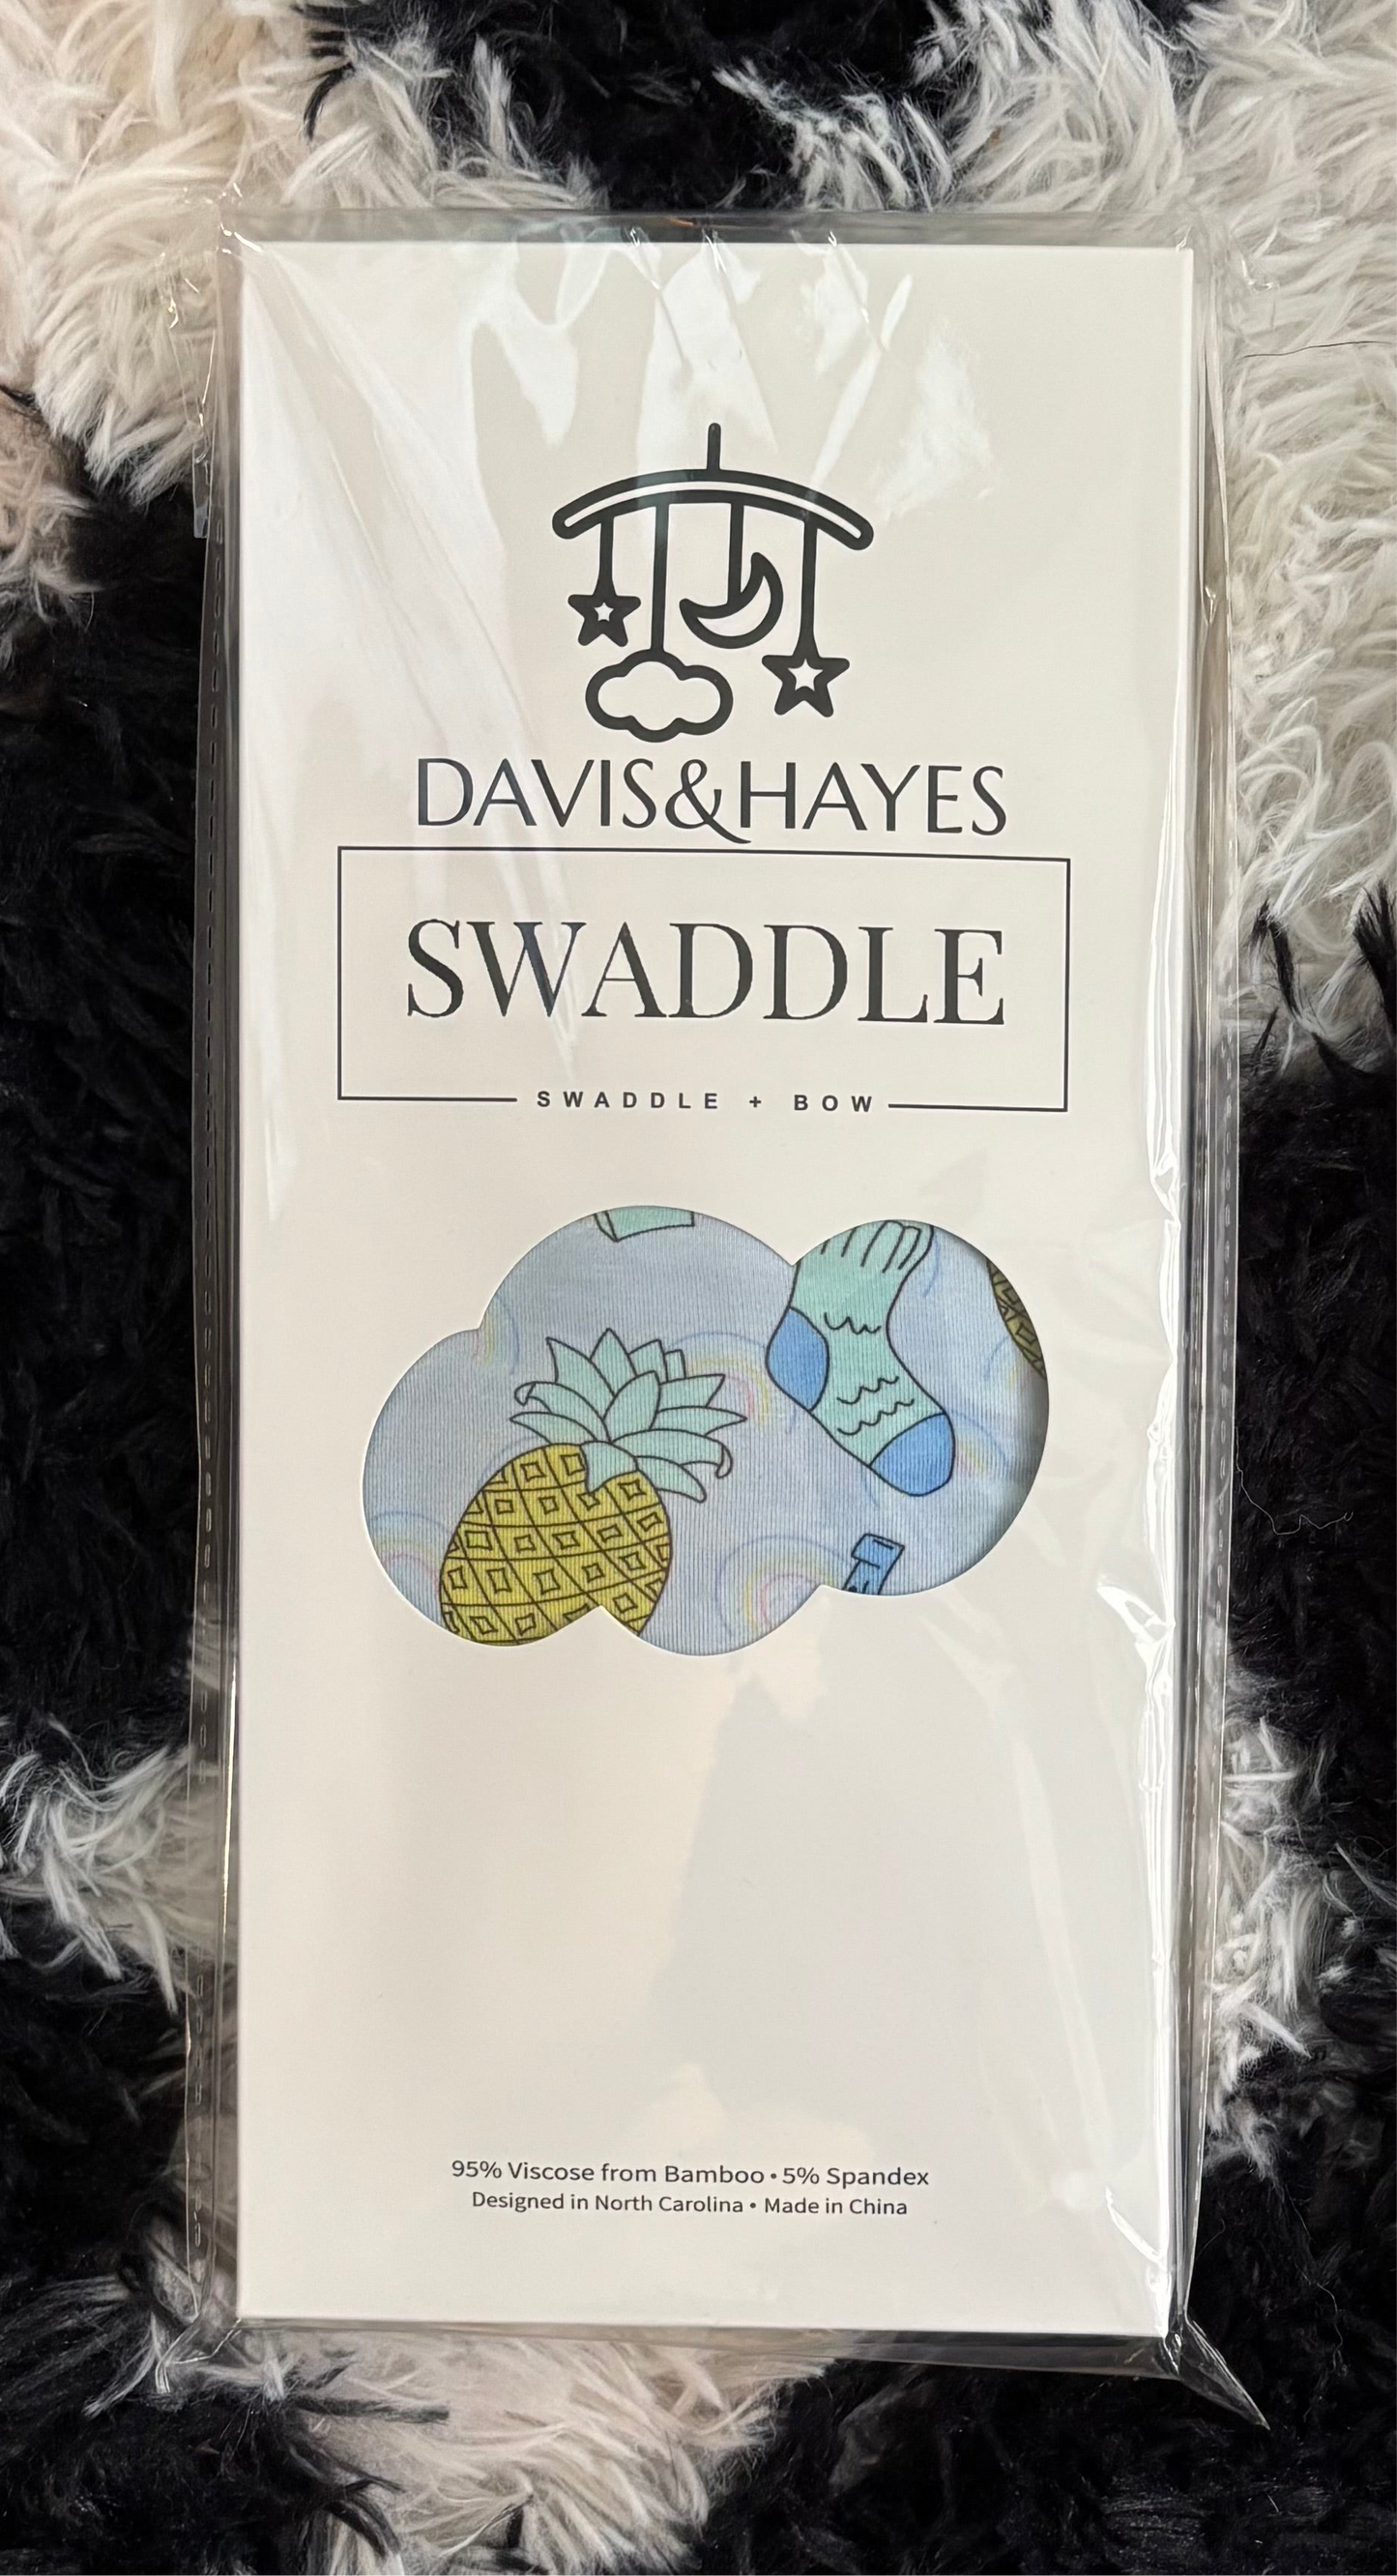 DAVIS&HAYES
SWADDLE
SWADDLE + BOW
95% Viscose from Bamboo • 5% Spandex
Designed in North Carolina • Made in China